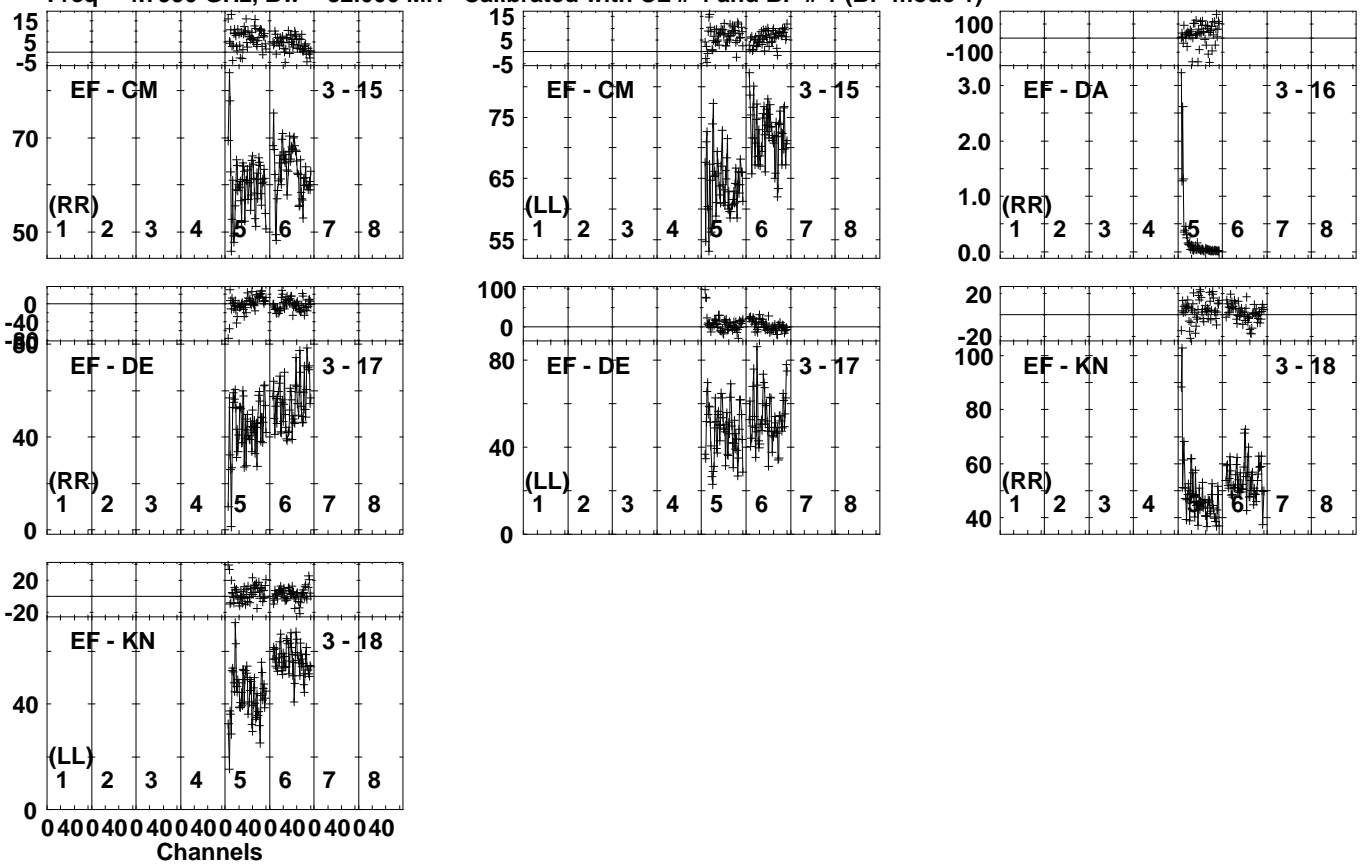 15
5
-5
EF - CM 3 - 15
70
50
(RR)
1 2 3 4 5 6 7 8
15
5
-5
EF - CM 3 - 15
75
65
55
(LL)
1 2 3 4 5 6 7 8
100
-100
EF - DA 3 - 16
3.0
2.0
1.0
0.0
(RR)
1 2 3 4 5 6 7 8
0
-40
EF - DE 3 - 17
40
0
(RR)
1 2 3 4 5 6 7 8
100
0
EF - DE 3 - 17
80
40
0
(LL)
1 2 3 4 5 6 7 8
20
-20
EF - KN 3 - 18
100
80
60
40
(RR)
1 2 3 4 5 6 7 8
20
-20
EF - KN 3 - 18
40
0
(LL)
1 2 3 4 5 6 7 8
0 40 0 40 0 40 0 40 0 40 0 40 0 40 0 40
Channels